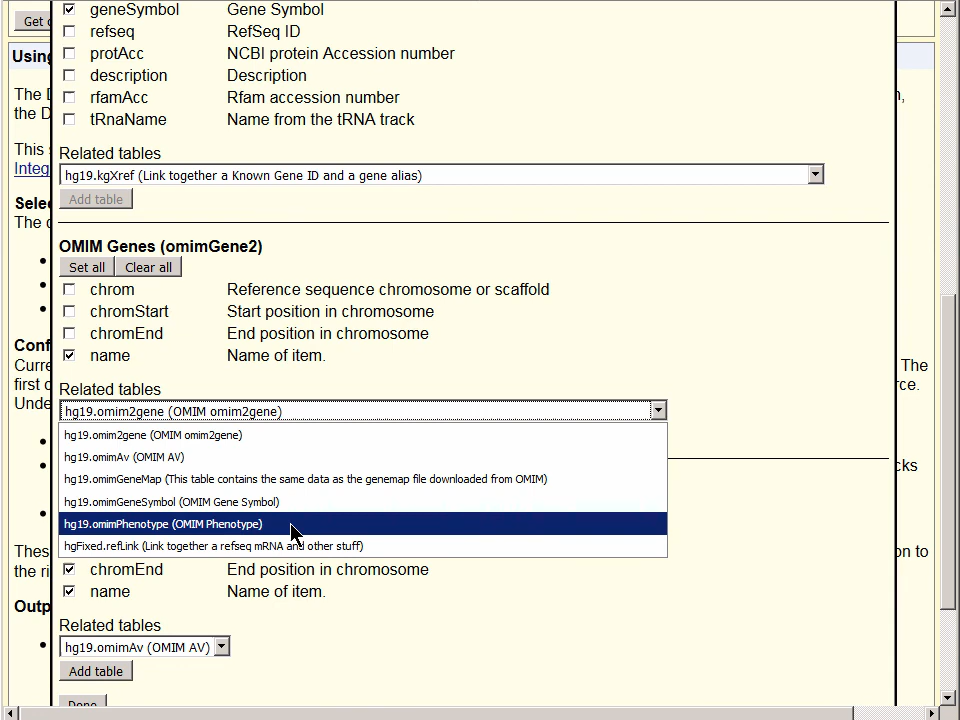 geneSymbol Gene Symbol
Get
refseq RefSeq ID
protAcc NCBI protein Accession number
Using
description Description
The D
rfamAcc Rfam accession number
the D
tRnaName Name from the tRNA track
This
Related tables
Integ
hg19.kgXref (Link together a Known Gene ID and a gene alias)
Add table
Selec
The
OMIM Genes (omimGene2)
Set all Clear all
chrom Reference sequence chromosome or scaffold
chromStart Start position in chromosome
chromEnd End position in chromosome
Conf
name Name of item.
Curre The
first rce.
Related tables
Unde
hg19.omim2gene (OMIM omim2gene)
hg19.omim2gene (OMIM omim2gene)
hg19.omimAv (OMIM AV)
cks
hg19.omimGeneMap (This table contains the same data as the genemap file downloaded from OMIM)
hg19.omimGeneSymbol (OMIM Gene Symbol)
hg19.omimPhenotype (OMIM Phenotype)
hgFixed.refLink (Link together a refseq mRNA and other stuff)
Thes on to
the ri
chromEnd End position in chromosome
name Name of item.
Outp
Related tables
hg19.omimAv (OMIM AV)
Add table
Done